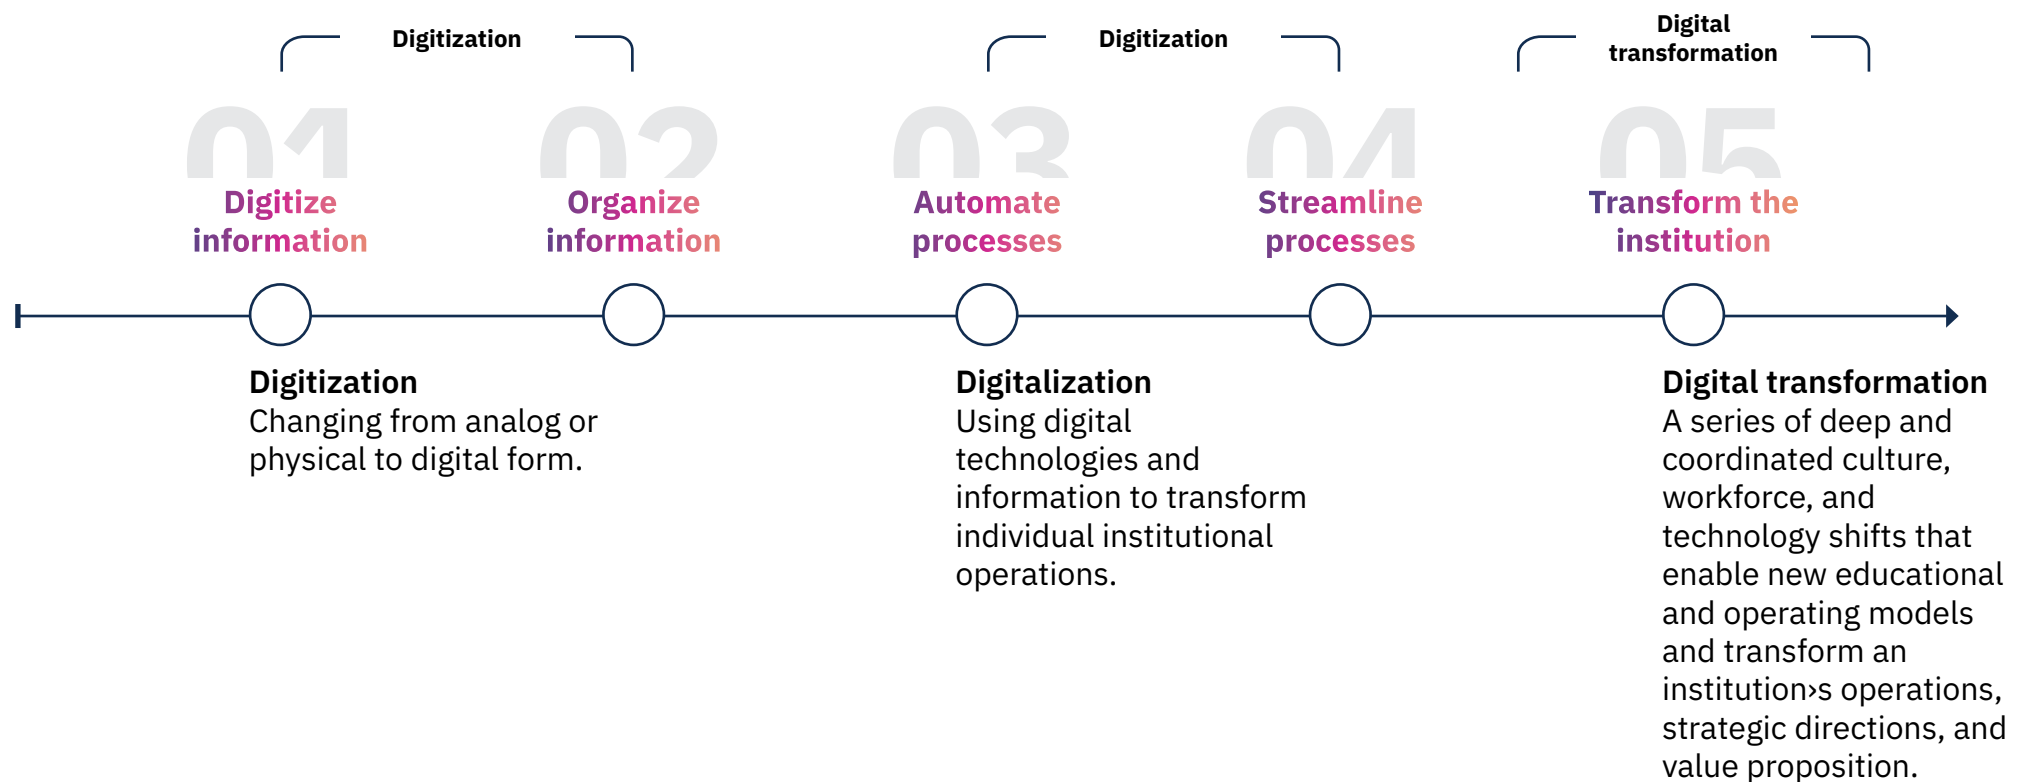 Digitization
Digitization
Digital
transformation
01
02
03
04
05
Digitize
information
Organize
information
Automate
processes
Streamline
processes
Transform the
institution
Digitization
Changing from analog or
physical to digital form.
Digitalization
Using digital
technologies and
information to transform
individual institutional
operations.
Digital transformation
A series of deep and
coordinated culture,
workforce, and
technology shifts that
enable new educational
and operating models
and transform an
institution›s operations,
strategic directions, and
value proposition.